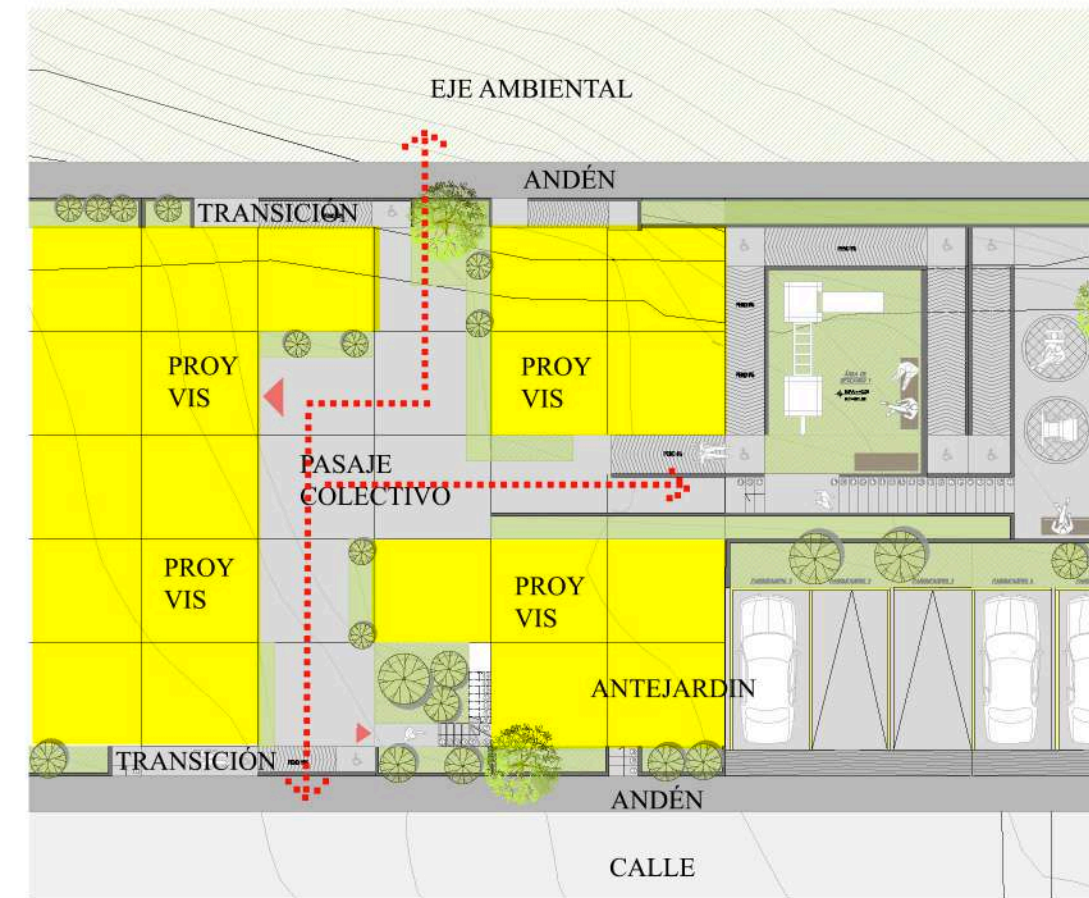 EJE AMBIENTAL
ANDÉN
TRANSICIÓN
PROY
VIS
PROY
VIS
PASAJE
COLECTIVO
PROY
VIS
PROY
VIS
ANTEJARDIN
TRANSICIÓN
ANDÉN
CALLE